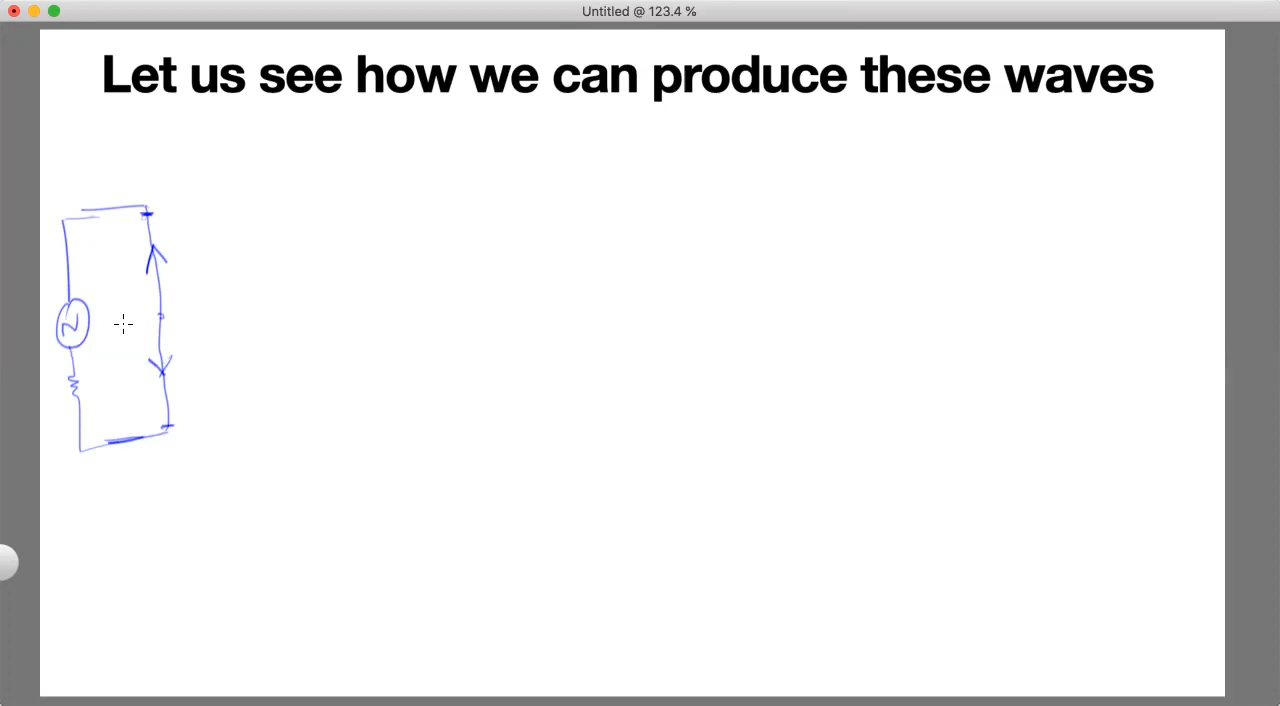 Untitled @ 123.4 %
Let us see how we can produce these waves